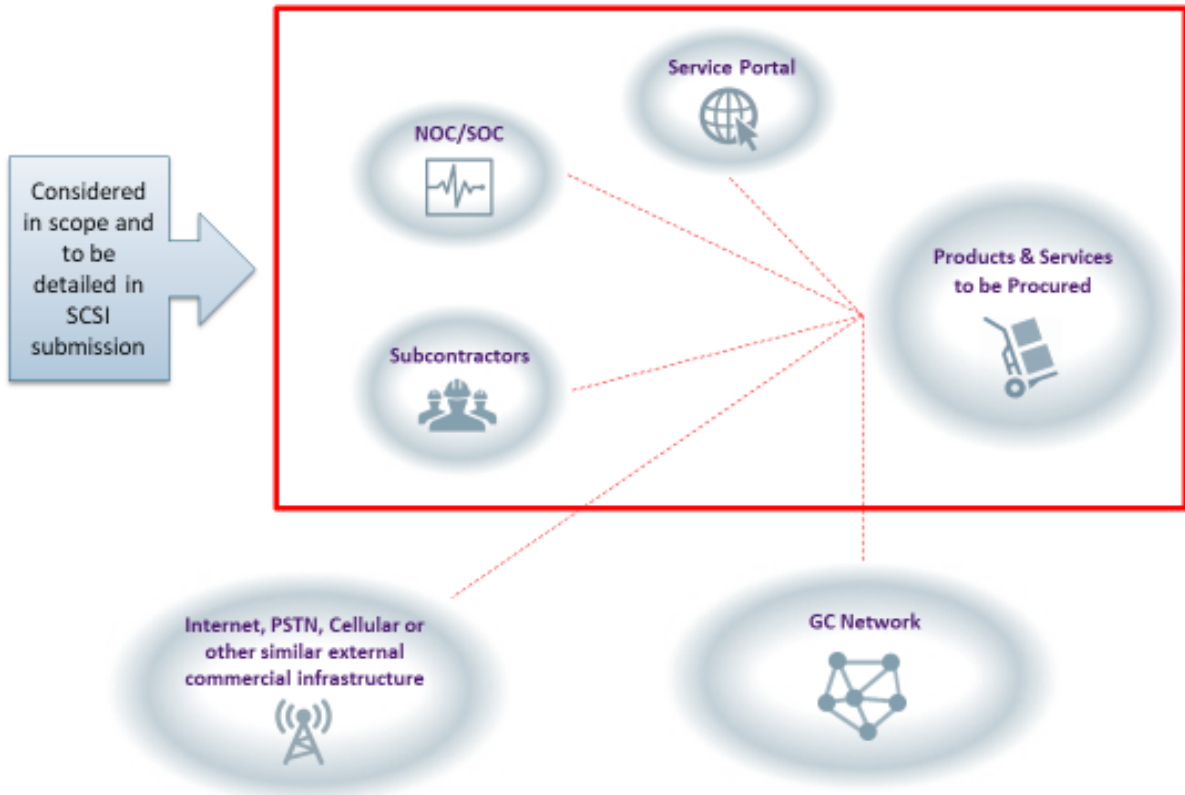 Service Portal
NOC/SOC
Considered
in scope and
to be
detailed in
SCSI
submission
Products & Services
to be Procured
Subcontractors
Internet, PSTN, Cellular or
other similar external
commercial infrastructure
GC Network